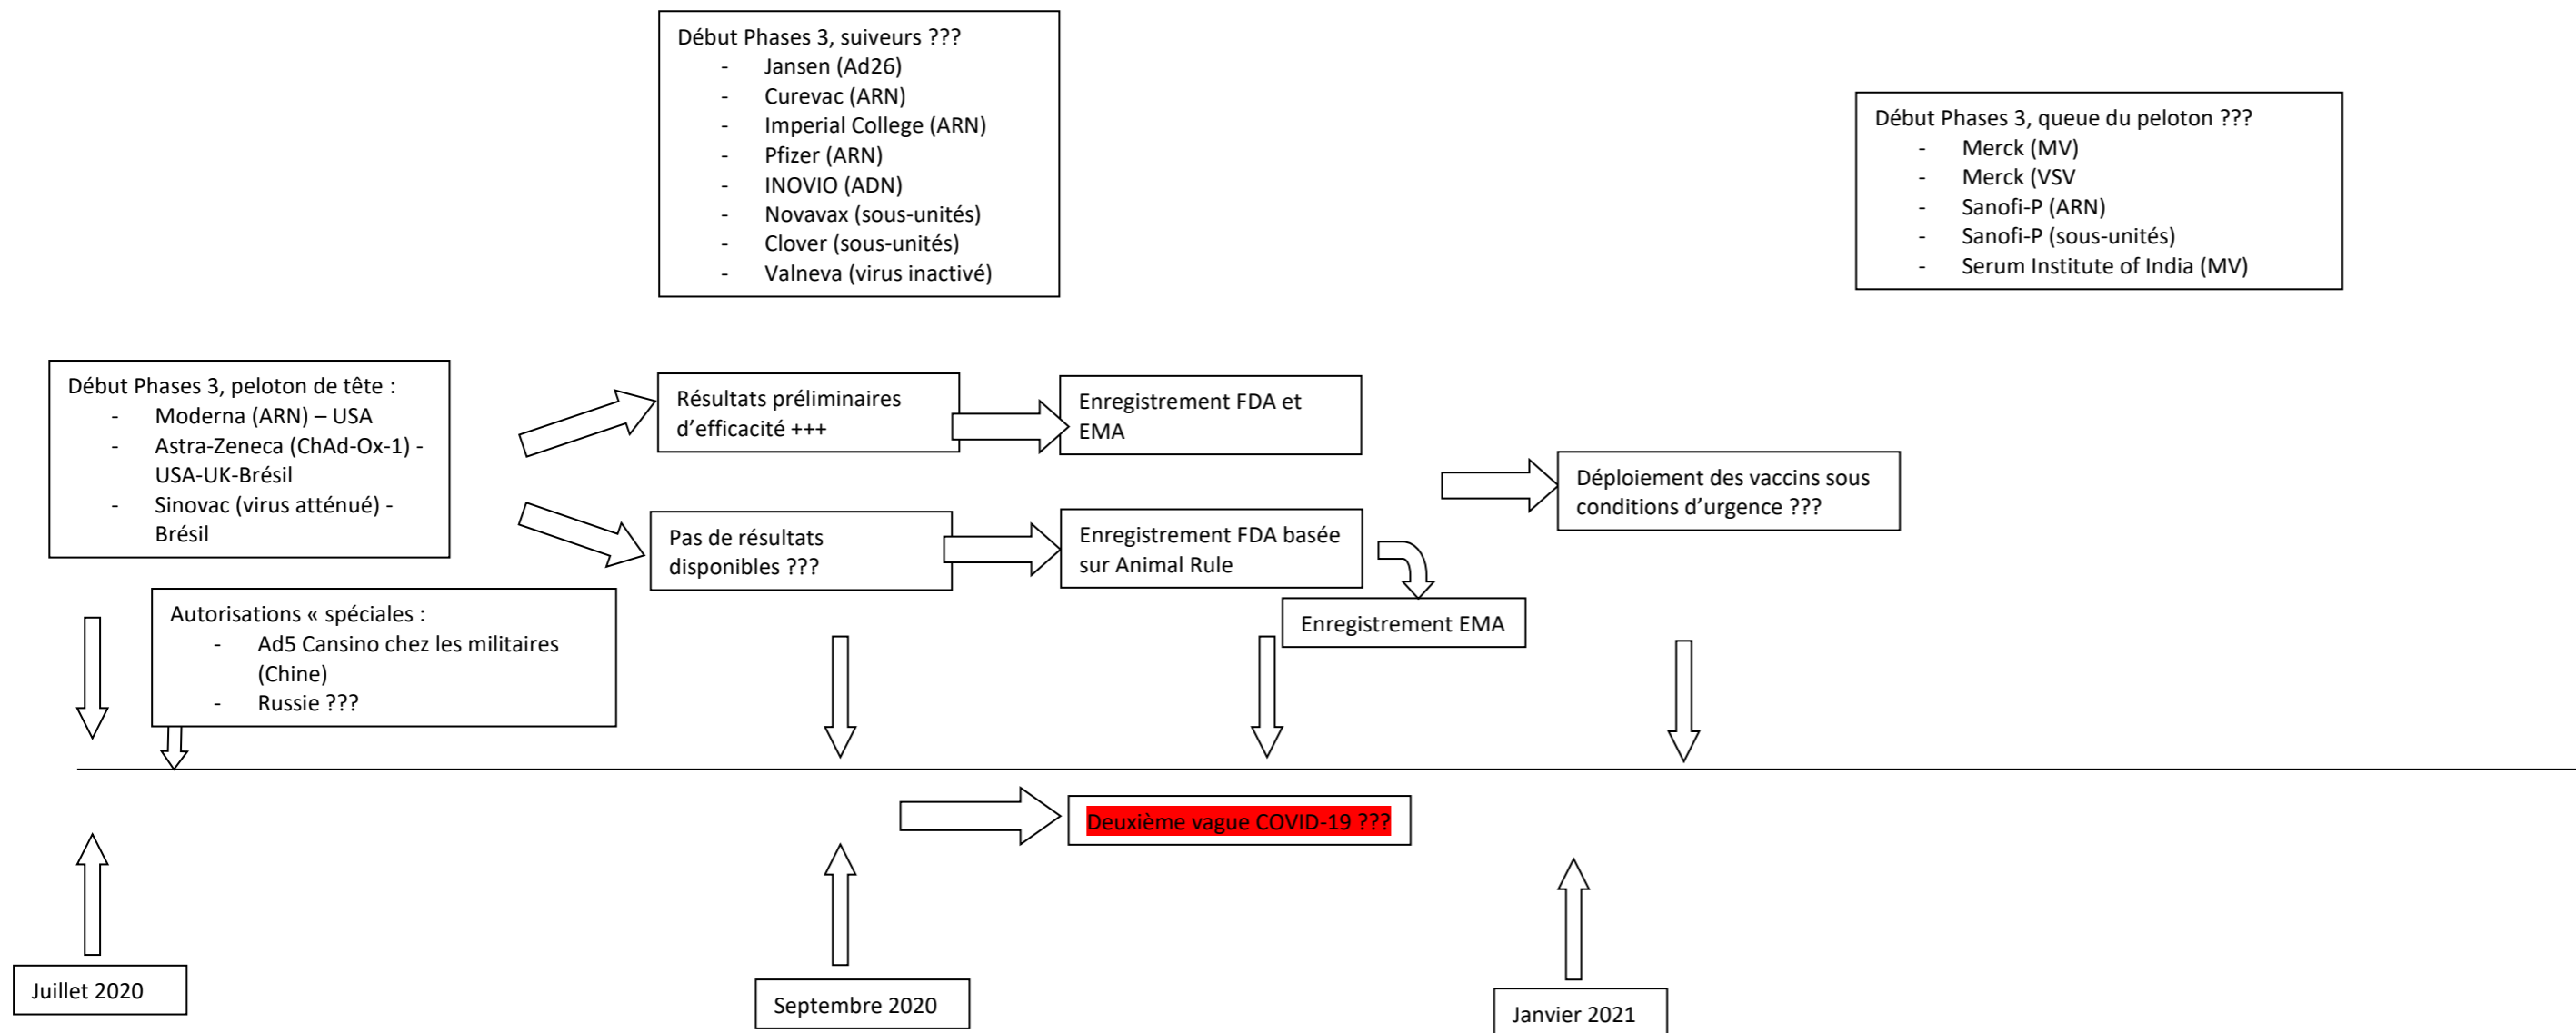 Début Phases 3, suiveurs ???
- Jansen (Ad26)
- Curevac (ARN)
- Imperial College (ARN)
- Pfizer (ARN)
- INOVIO (ADN)
- Novavax (sous-unités)
- Clover (sous-unités)
- Valneva (virus inactivé)
Début Phases 3, queue du peloton ???
- Merck (MV)
- Merck (VSV
- Sanofi-P (ARN)
- Sanofi-P (sous-unités)
- Serum Institute of India (MV)
Début Phases 3, peloton de tête :
- Moderna (ARN) – USA
- Astra-Zeneca (ChAd-Ox-1) -
USA-UK-Brésil
- Sinovac (virus atténué) -
Brésil
Résultats préliminaires
d’efficacité +++
Enregistrement FDA et
EMA
Déploiement des vaccins sous
conditions d’urgence ???
Pas de résultats
disponibles ???
Enregistrement FDA basée
sur Animal Rule
Enregistrement EMA
Autorisations « spéciales :
- Ad5 Cansino chez les militaires
(Chine)
- Russie ???
Deuxième vague COVID-19 ???
Juillet 2020
Septembre 2020
Janvier 2021